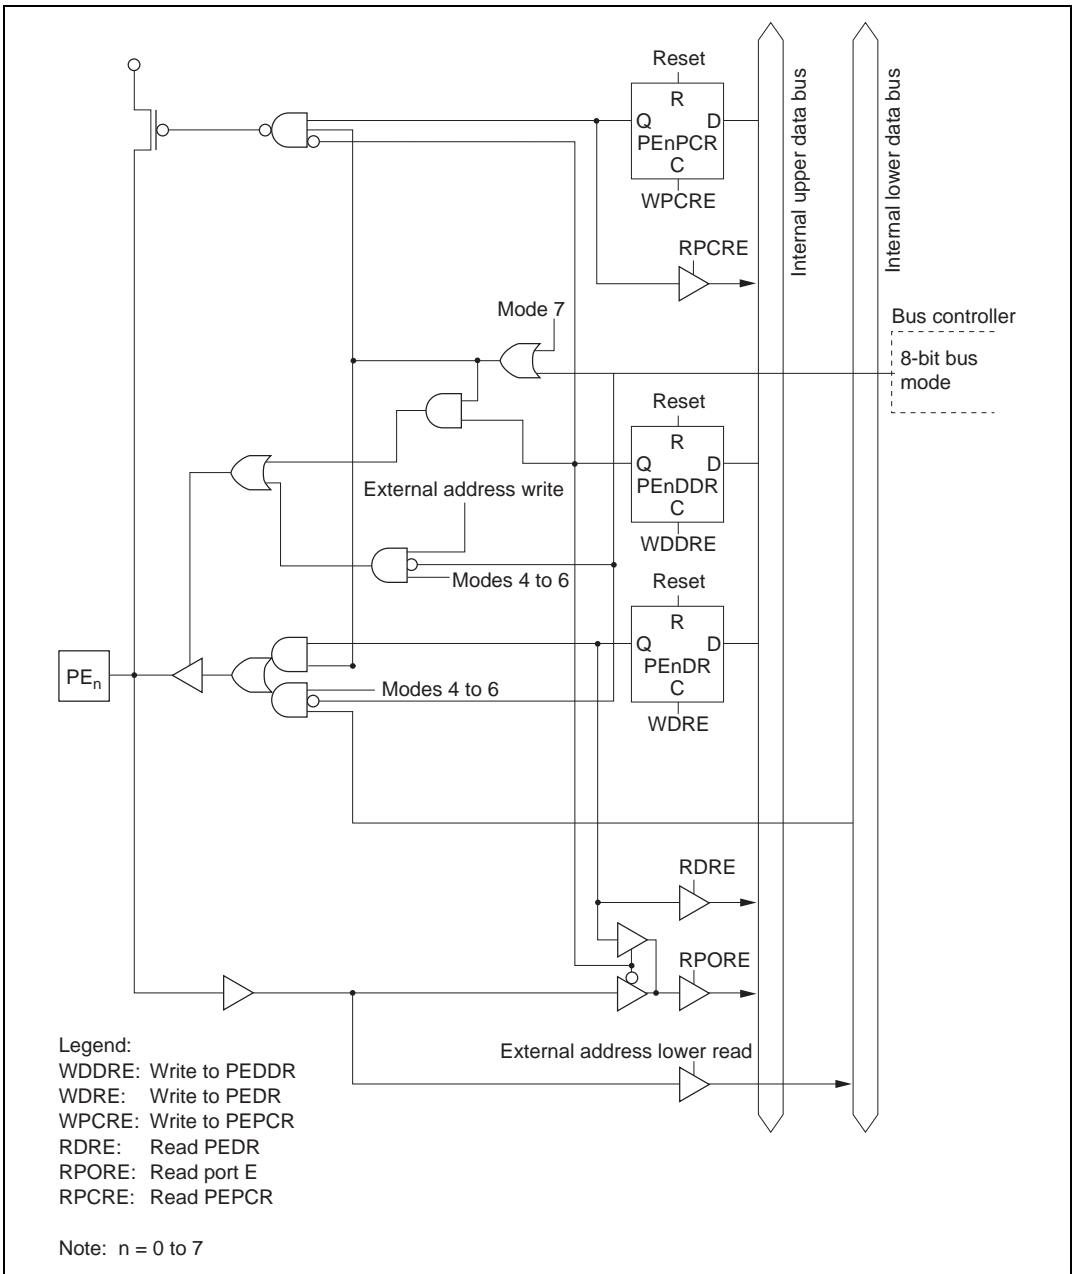 Reset
R
Q D
PEnPCR
C
WPCRE
Internal upper data bus
Internal lower data bus
RPCRE
Mode 7
Bus controller
8-bit bus
mode
Reset
R
Q D
PEnDDR
C
WDDRE
External address write
Modes 4 to 6
Reset
R
Q D
PEnDR
C
WDRE
PEn
Modes 4 to 6
RDRE
RPORE
External address lower read
Legend:
WDDRE: Write to PEDDR
WDRE: Write to PEDR
WPCRE: Write to PEPCR
RDRE: Read PEDR
RPORE: Read port E
RPCRE: Read PEPCR
Note: n = 0 to 7